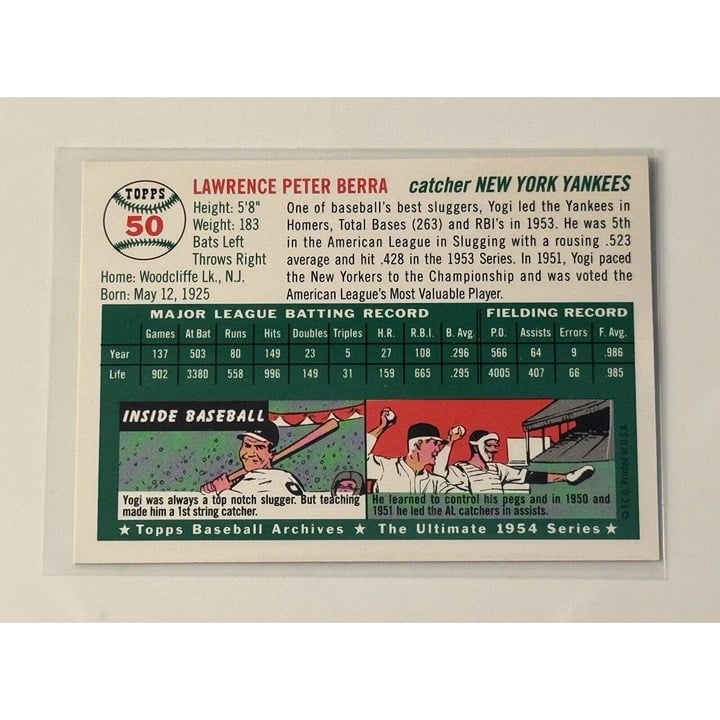 TOPPS
50
LAWRENCE PETER BERRA catcher NEW YORK YANKEES
Height: 5'8"
Weight: 183
Bats Left
Throws Right
Home: Woodcliffe Lk., N.J.
Born: May 12, 1925
One of baseball's best sluggers, Yogi led the Yankees in
Homers, Total Bases (263) and RBI's in 1953. He was 5th
in the American League in Slugging with a rousing .523
average and hit .428 in the 1953 Series. In 1951, Yogi paced
the New Yorkers to the Championship and was voted the
American League's Most Valuable Player.
MAJOR LEAGUE BATTING RECORD FIELDING RECORD
Games At Bat Runs Hits Doubles Triples H.R. R.B.I. B. Avg. P.O. Assists Errors F. Avg.
Year 137 503 80 149 23 5 27 108 .296 566 64 9 .986
Life 902 3380 558 996 149 31 159 665 .295 4005 407 66 .985
INSIDE BASEBALL
Yogi was always a top notch slugger. But teaching
made him a 1st string catcher.
He learned to control his pegs and in 1950 and
1951 he led the AL catchers in assists.
© T.C.G. Printed in U.S.A.
★ Topps Baseball Archives ★ The Ultimate 1954 Series ★